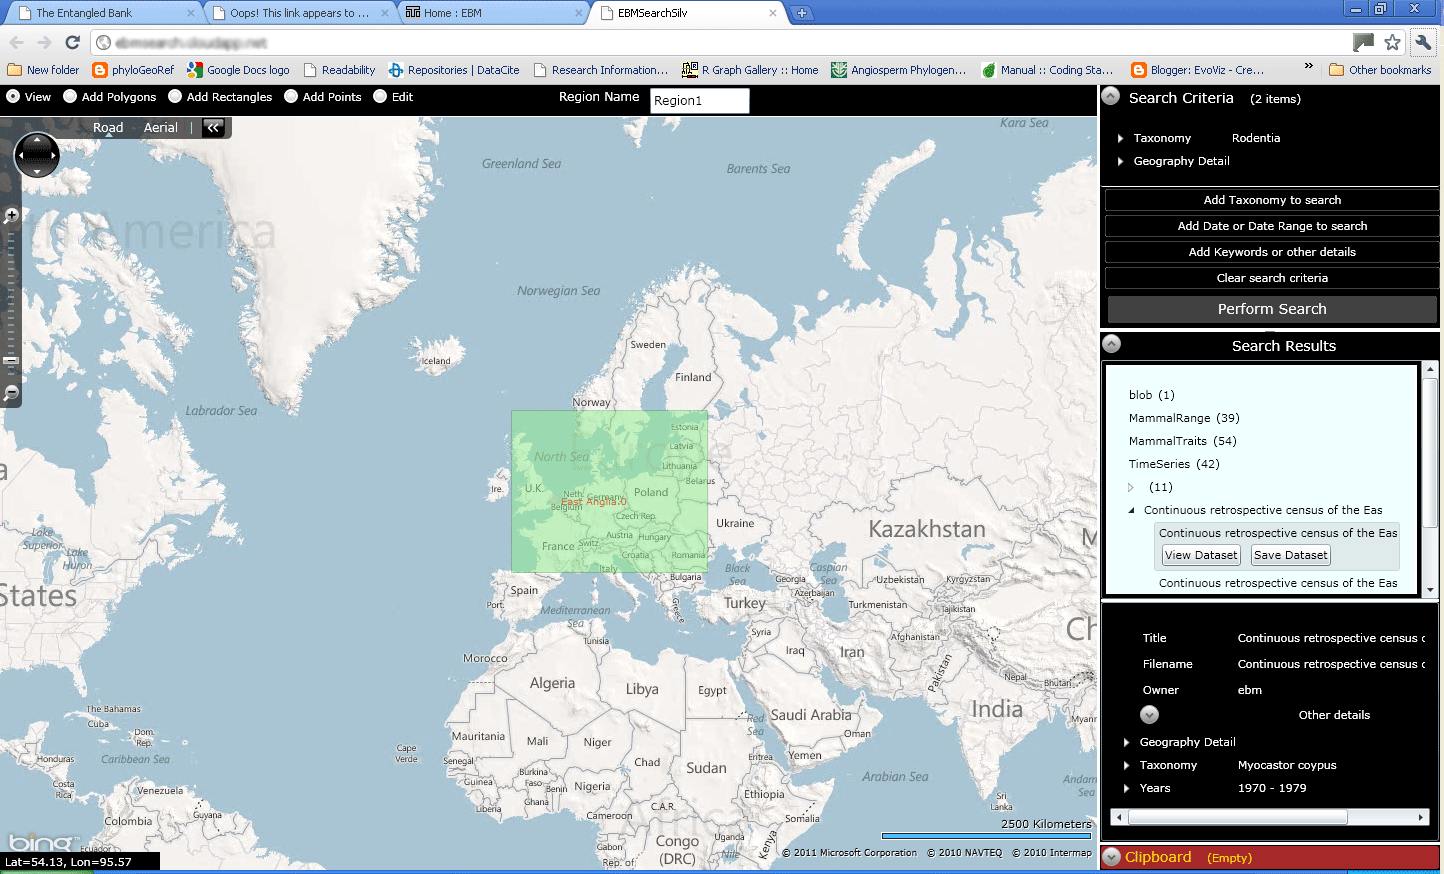 The Entangled Bank
Oops! This link appears to ...
Home : EBM
EBMSearchSilv
New folder
phyloGeoRef
Google Docs logo
Readability
Repositories | DataCite
Research Information...
R Graph Gallery :: Home
Angiosperm Phylogen...
Manual :: Coding Sta...
Blogger: EvoViz - Cre...
»
Other bookmarks
View
Add Polygons
Add Rectangles
Add Points
Edit
Region Name
Region1
Road
Aerial
|
«
Kara Sea
Greenland Sea
Barents Sea
th America
Norwegian Sea
Sweden
Iceland
Finland
Norway
Labrador Sea
Estonia
Latvia
North Sea
Lithuania
Ire.
U.K.
Belarus
Neth.
Germany
Poland
East Anglia.0
Belgium
Czech Rep.
Ukraine
Kazakhstan
M
France
Switz.
Austria
Hungary
Croatia
Romania
Italy
Bulgaria
Black
Sea
Georgia
Caspian
Sea
Azerbaijan
Uzbekistan
Kyrgyzstan
Lake
Superior
Lake
Huron
States
Spain
Port.
Mediterranean
Sea
Greece
Turkey
Turkmenistan
Tajikistan
Ch
Syria
Tunisia
Afghanistan
Morocco
Iraq
Iran
Pakistan
Nepal
Bhutan
Algeria
Libya
Egypt
The Bahamas
Cuba
Saudi Arabia
India
Myanm
Red
Sea
Oman
Dom.
Rep.
Mauritania
Mali
Niger
Cape
Verde
Honduras
Caribbean Sea
Senegal
Chad
Sudan
Eritrea
Yemen
Arabian Sea
Andam
Sea
Costa
Rica
Venezuela
Guinea
Burkina
Faso
Benin
Nigeria
Ghana
Liberia
Ethiopia
Sri
Lanka
Colombia
Guyana
Cameroon
C.A.R.
Somalia
Gabon
Rep. of
Congo
(DRC)
Uganda
Nile
Kenya
2500 Kilometers
bing™
© 2011 Microsoft Corporation
© 2010 NAVTEQ
© 2010 Intermap
Lat=54.13, Lon=95.57
Search Criteria (2 items)
Taxonomy Rodentia
Geography Detail
Add Taxonomy to search
Add Date or Date Range to search
Add Keywords or other details
Clear search criteria
Perform Search
Search Results
blob (1)
MammalRange (39)
MammalTraits (54)
TimeSeries (42)
(11)
Continuous retrospective census of the Eas
Continuous retrospective census of the Eas
View Dataset
Save Dataset
Continuous retrospective census of the Eas
Title Continuous retrospective census
Filename Continuous retrospective census
Owner ebm
Other details
Geography Detail
Taxonomy Myocastor coypus
Years 1970 - 1979
Clipboard (Empty)